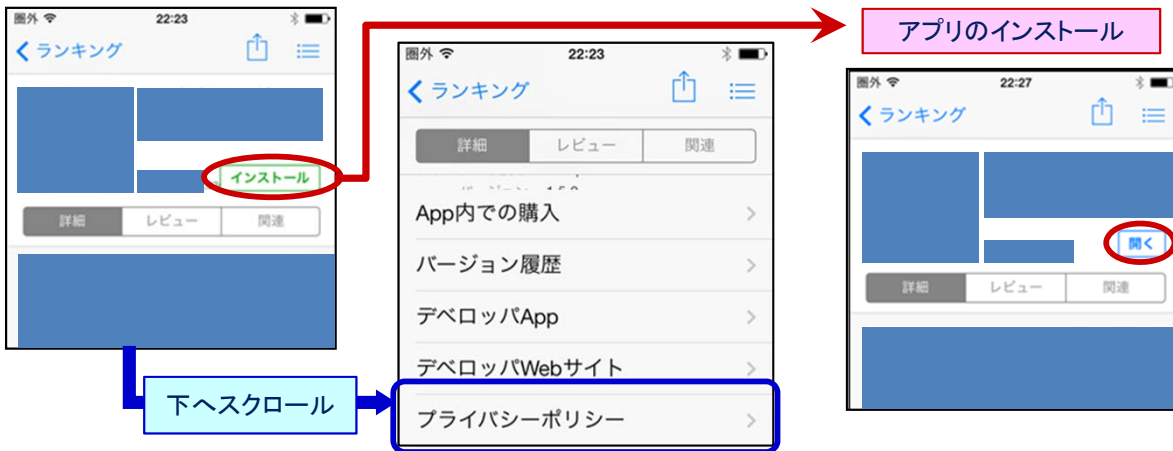 圏外 22:23
ランキング
インストール
詳細 レビュー 関連
下へスクロール
圏外 22:23
ランキング
詳細 レビュー 関連
App内での購入
バージョン履歴
デベロッパApp
デベロッパWebサイト
プライバシーポリシー
アプリのインストール
圏外 22:27
ランキング
開く
詳細 レビュー 関連